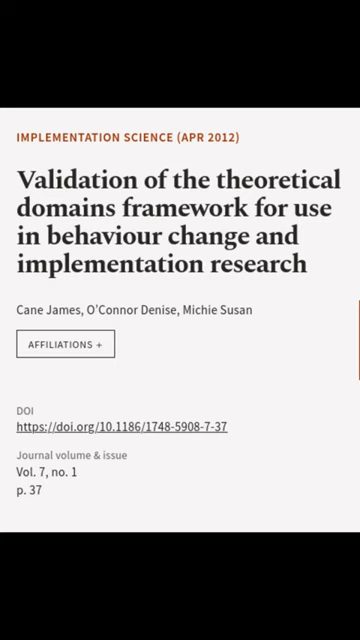 IMPLEMENTATION SCIENCE (APR 2012)
Validation of the theoretical
domains framework for use
in behaviour change and
implementation research
Cane James, O’Connor Denise, Michie Susan
AFFILIATIONS +
DOI
https://doi.org/10.1186/1748-5908-7-37
Journal volume & issue
Vol. 7, no. 1
p. 37